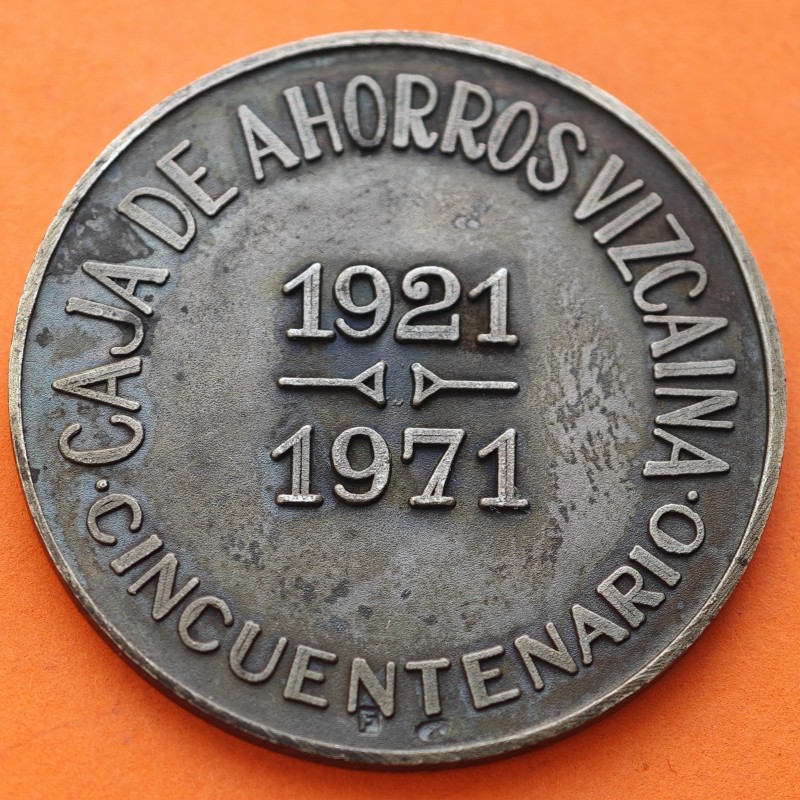 CAJA DE AHORROS VIZCAINA
1921
1971
· CINCUENTENARIO ·
F